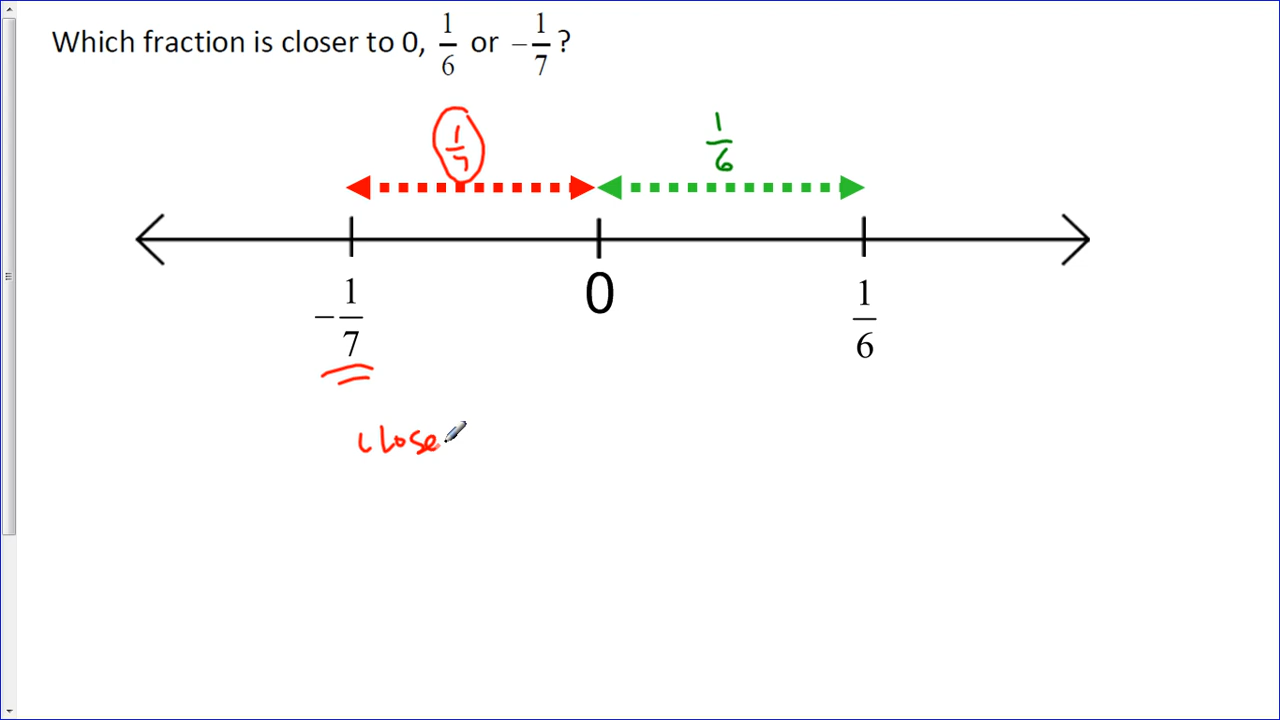 Which fraction is closer to 0, 1/6 or -1/7?
1/7 1/6
-1/7 0 1/6
close